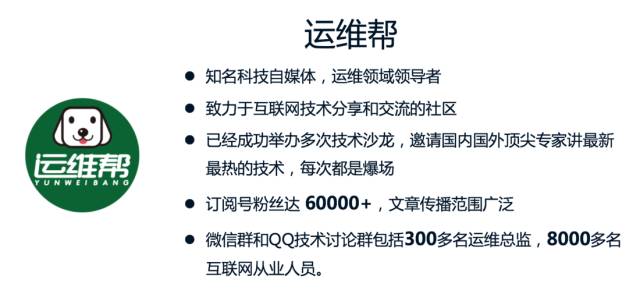 运维帮
● 知名科技自媒体，运维领域领导者
● 致力于互联网技术分享和交流的社区
● 已经成功举办多次技术沙龙，邀请国内国外顶尖专家讲最新
最热的技术，每次都是爆场
● 订阅号粉丝达 60000+，文章传播范围广泛
● 微信群和QQ技术讨论群包括300多名运维总监，8000多名
互联网从业人员。
运维帮
YUNWEIBANG